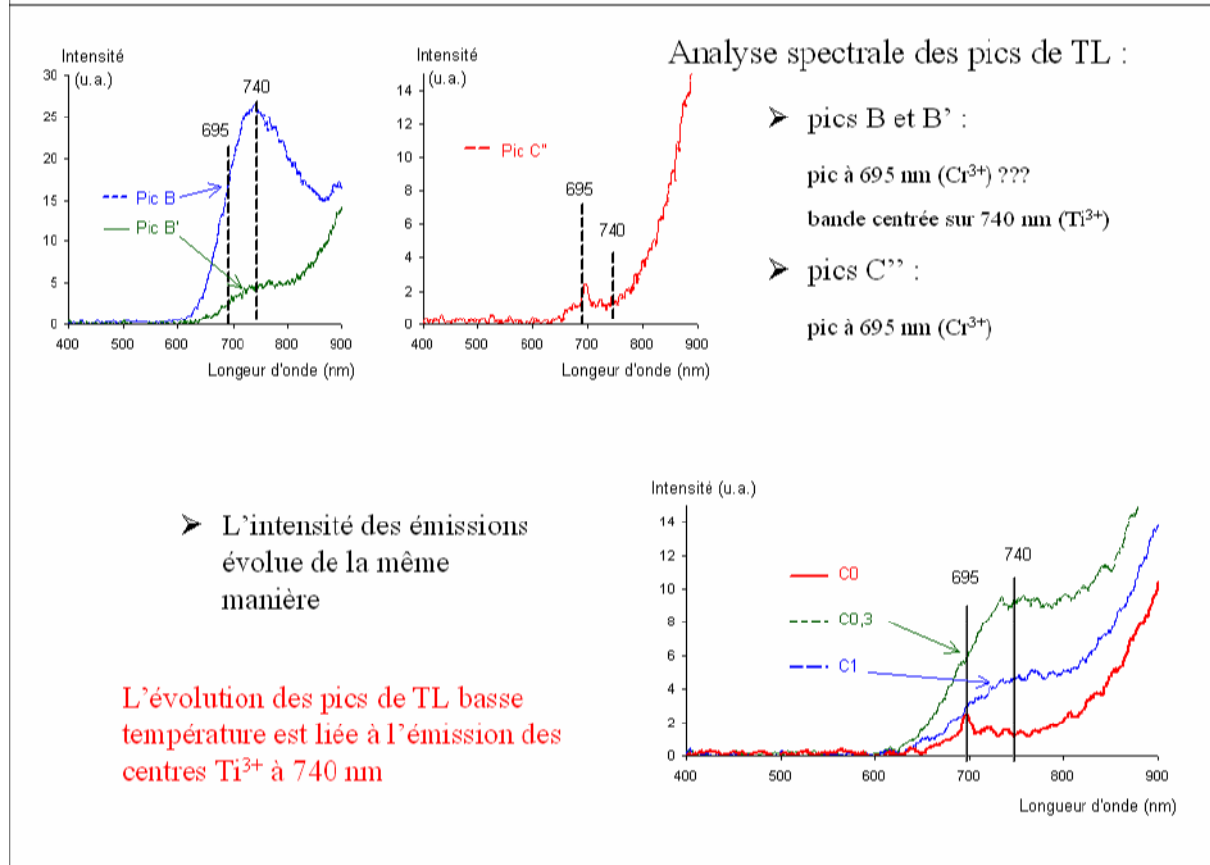 Analyse spectrale des pics de TL :
Intensité
(u.a.)
30
25
20
15
10
5
0
695
740
Pic B
Pic B'
400 500 600 700 800 900
Longeur d'onde (nm)
Intensité
(u.a.)
14
12
10
8
6
4
2
0
Pic C"
695
740
400 500 600 700 800 900
Longeur d'onde (nm)
➢ pics B et B’ :
pic à 695 nm (Cr³⁺) ???
bande centrée sur 740 nm (Ti³⁺)
➢ pics C’’ :
pic à 695 nm (Cr³⁺)
➢ L’intensité des émissions
évolue de la même
manière
L’évolution des pics de TL basse
température est liée à l’émission des
centres Ti³⁺ à 740 nm
Intensité (u.a.)
14
12
10
8
6
4
2
0
C0
C0,3
C1
695
740
400 500 600 700 800 900
Longueur d'onde (nm)